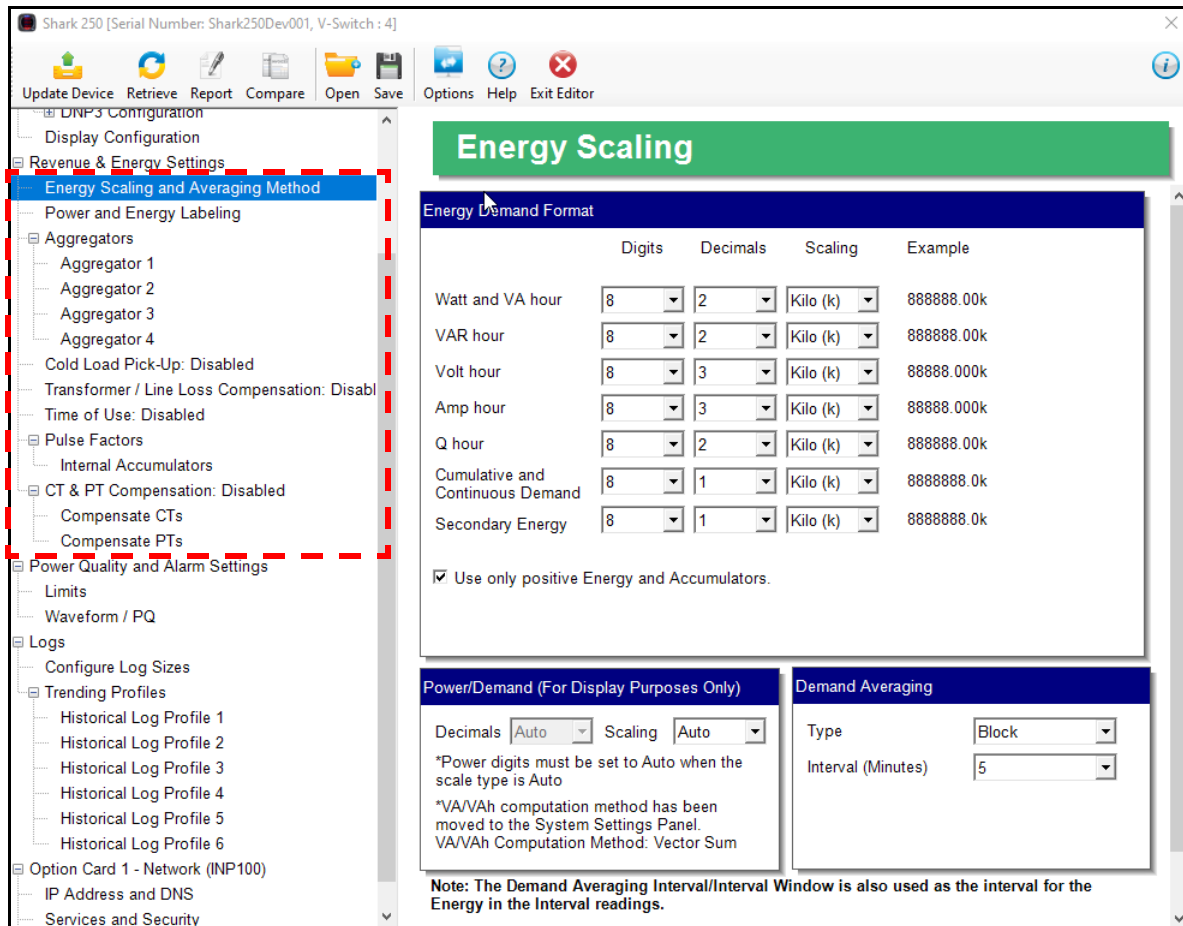 Shark 250 [Serial Number: Shark250Dev001, V-Switch : 4]
Update Device Retrieve Report Compare Open Save Options Help Exit Editor
DNP3 Configuration
Display Configuration
Revenue & Energy Settings
Energy Scaling and Averaging Method
Power and Energy Labeling
Aggregators
Aggregator 1
Aggregator 2
Aggregator 3
Aggregator 4
Cold Load Pick-Up: Disabled
Transformer / Line Loss Compensation: Disabl
Time of Use: Disabled
Pulse Factors
Internal Accumulators
CT & PT Compensation: Disabled
Compensate CTs
Compensate PTs
Power Quality and Alarm Settings
Limits
Waveform / PQ
Logs
Configure Log Sizes
Trending Profiles
Historical Log Profile 1
Historical Log Profile 2
Historical Log Profile 3
Historical Log Profile 4
Historical Log Profile 5
Historical Log Profile 6
Option Card 1 - Network (INP100)
IP Address and DNS
Services and Security
Energy Scaling
Energy Demand Format
Digits Decimals Scaling Example
Watt and VA hour 8 2 Kilo (k) 888888.00k
VAR hour 8 2 Kilo (k) 888888.00k
Volt hour 8 3 Kilo (k) 88888.000k
Amp hour 8 3 Kilo (k) 88888.000k
Q hour 8 2 Kilo (k) 888888.00k
Cumulative and
Continuous Demand 8 1 Kilo (k) 8888888.0k
Secondary Energy 8 1 Kilo (k) 8888888.0k
Use only positive Energy and Accumulators.
Power/Demand (For Display Purposes Only)
Decimals Auto Scaling Auto
*Power digits must be set to Auto when the
scale type is Auto
*VA/VAh computation method has been
moved to the System Settings Panel.
VA/VAh Computation Method: Vector Sum
Demand Averaging
Type Block
Interval (Minutes) 5
Note: The Demand Averaging Interval/Interval Window is also used as the interval for the
Energy in the Interval readings.